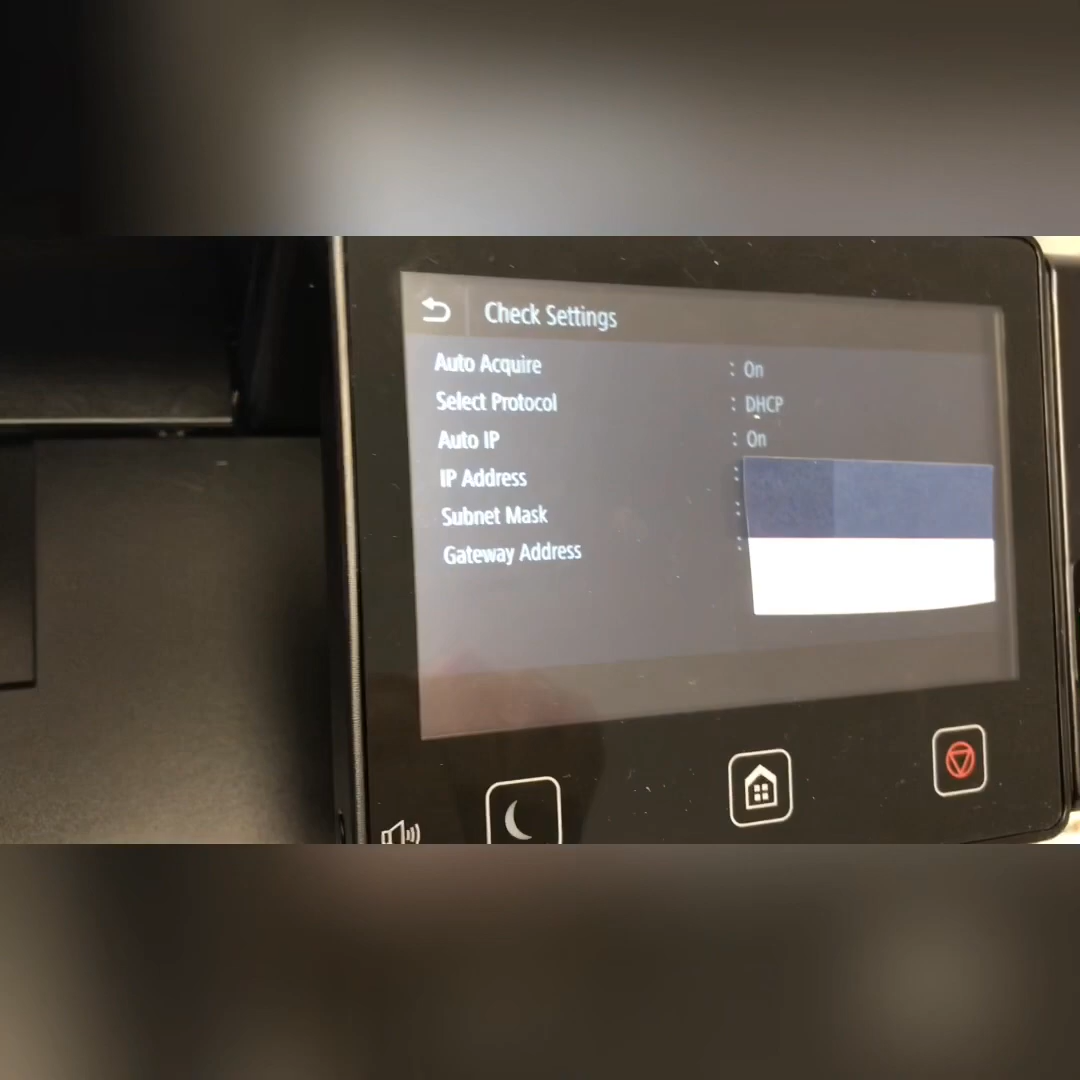 Check Settings
Auto Acquire : On
Select Protocol : DHCP
Auto IP : On
IP Address :
Subnet Mask :
Gateway Address :